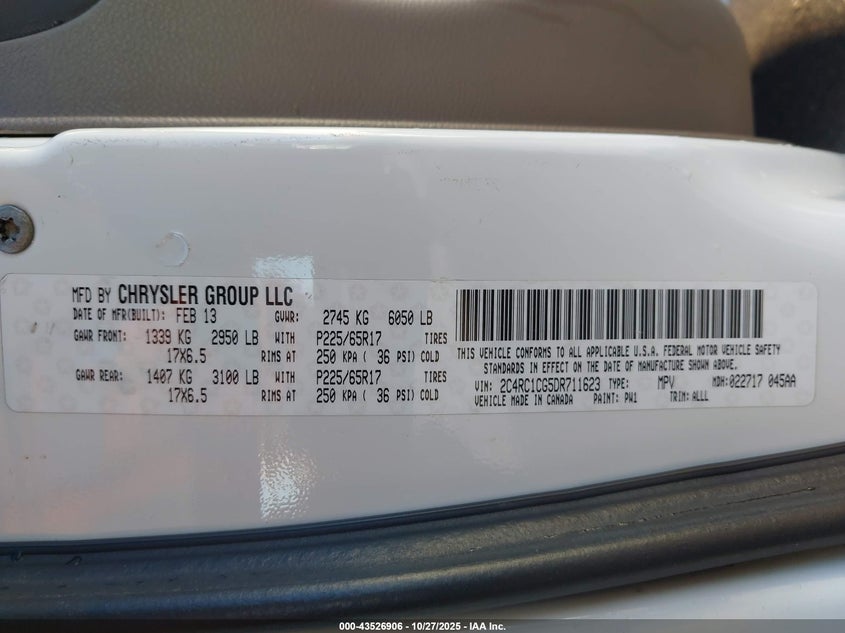 MFD BY CHRYSLER GROUP LLC
DATE OF MFR(BUILT): FEB 13 GVWR: 2745 KG 6050 LB
GAWR FRONT: 1339 KG 2950 LB WITH P225/65R17 TIRES
17X6.5 RIMS AT 250 KPA ( 36 PSI) COLD
GAWR REAR: 1407 KG 3100 LB WITH P225/65R17 TIRES
17X6.5 RIMS AT 250 KPA ( 36 PSI) COLD
THIS VEHICLE CONFORMS TO ALL APPLICABLE U.S.A. FEDERAL MOTOR VEHICLE SAFETY
STANDARDS IN EFFECT ON THE DATE OF MANUFACTURE SHOWN ABOVE.
VIN: 2C4RC1CG5DR711623 TYPE: MPV MDH: 022717 045AA
VEHICLE MADE IN CANADA PAINT: PW1 TRIM: ALLL
000-43526906 - 10/27/2025 - IAA Inc.